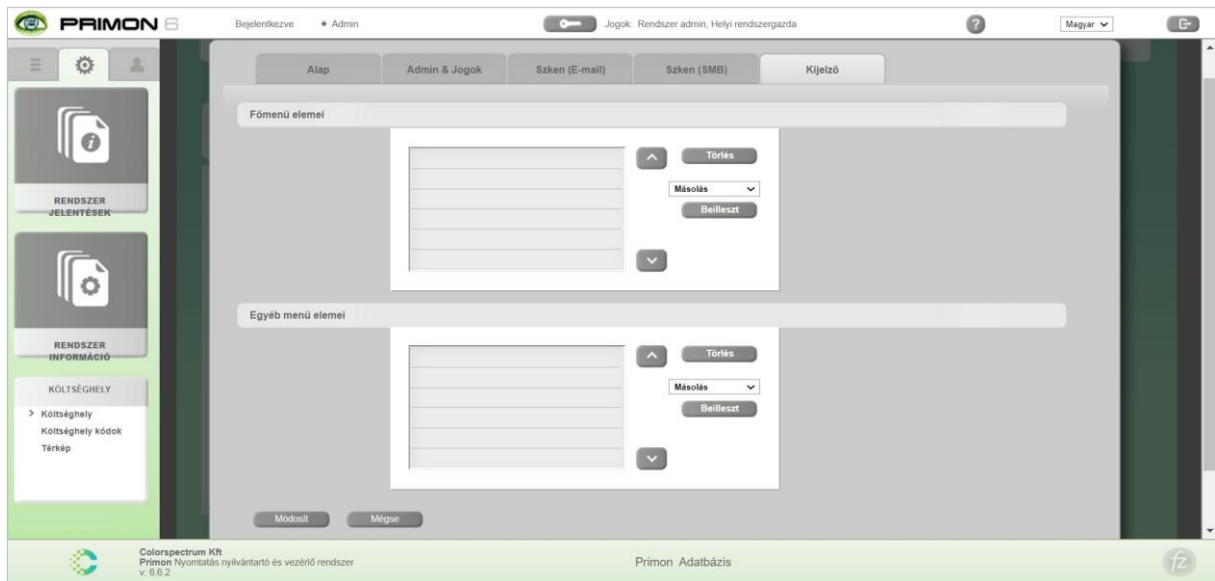 PRIMON 6
Bejelentkezve
Admin
Jogok: Rendszer admin, Helyi rendszergazda
?
Magyar
Alap
Admin & Jogok
Szken (E-mail)
Szken (SMB)
Kijelző
Főmenü elemei
Törlés
Másolás
Beilleszt
RENDSZER
JELENTÉSEK
Egyéb menü elemei
Törlés
Másolás
Beilleszt
RENDSZER
INFORMÁCIÓ
KÖLTSÉGHELY
> Költséghely
Költséghely kódok
Térkép
Módosít
Mégse
Colorspectrum Kft
Primon Nyomtatás nyilvántartó és vezérlő rendszer
v: 6.6.2
Primon Adatbázis
fz